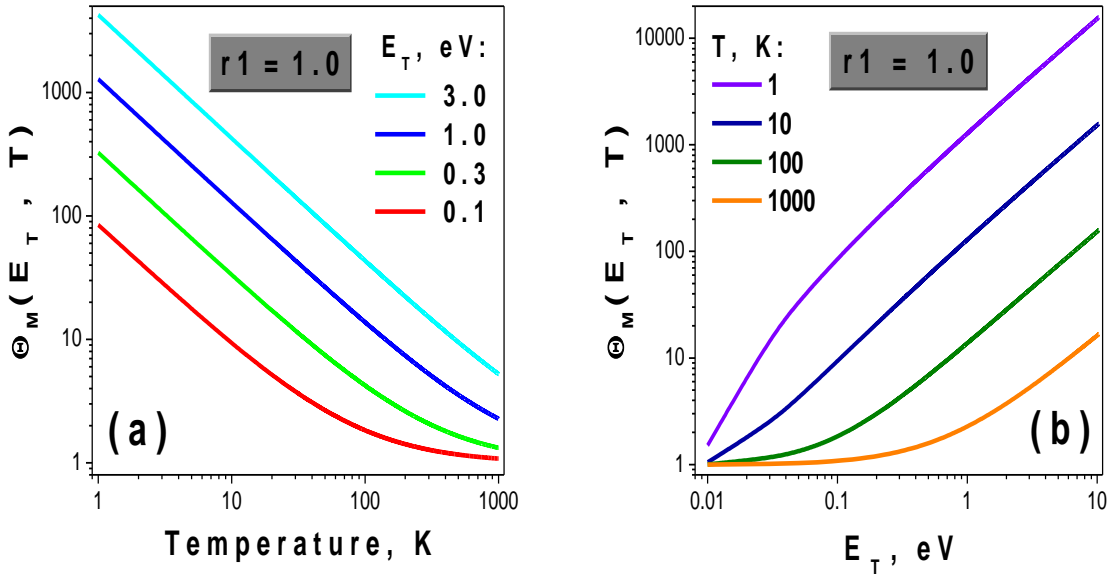 Θ_M(E_T, T)
1000
100
10
1
r1 = 1.0
E_T, eV:
3.0
1.0
0.3
0.1
(a)
1 10 100 1000
Temperature, K
Θ_M(E_T, T)
10000
1000
100
10
1
T, K:
1
10
100
1000
r1 = 1.0
(b)
0.01 0.1 1 10
E_T, eV